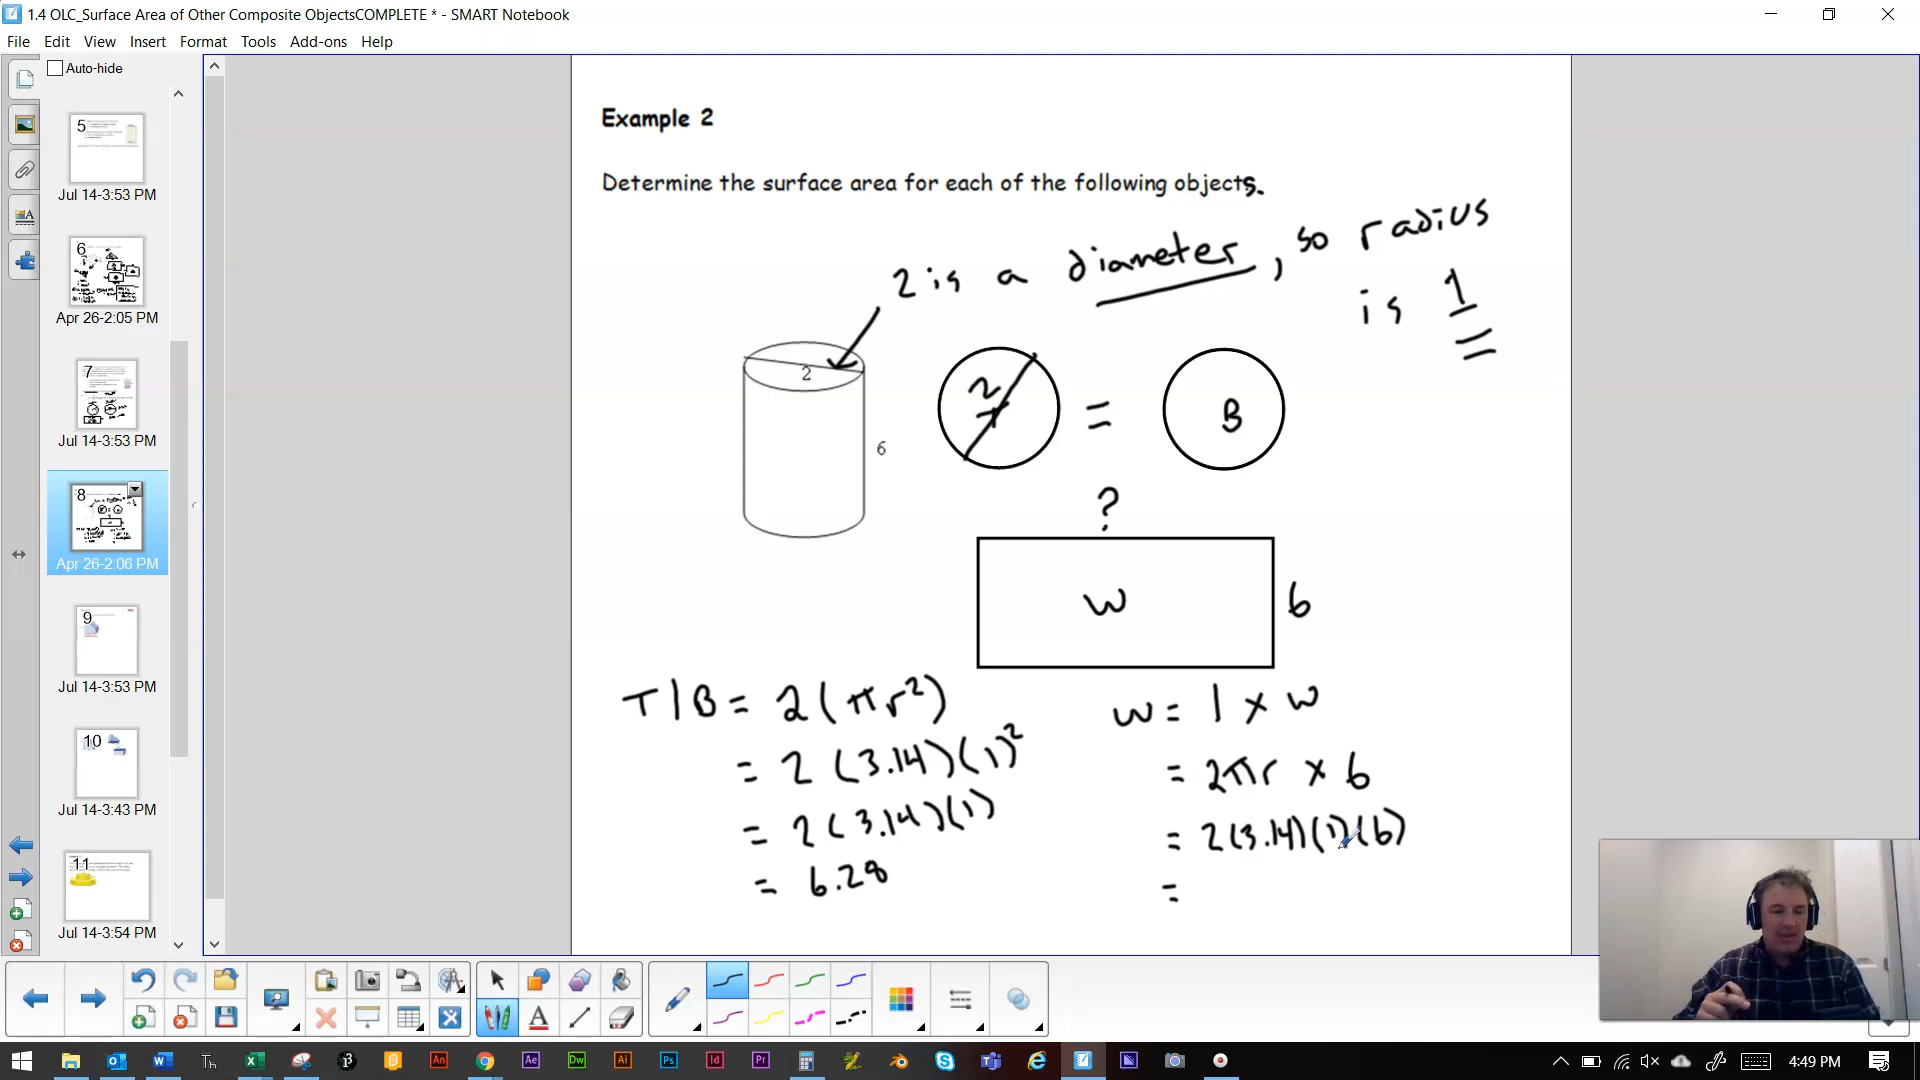 1.4 OLC_Surface Area of Other Composite ObjectsCOMPLETE * - SMART Notebook
File Edit View Insert Format Tools Add-ons Help
Auto-hide
5
Jul 14-3:53 PM
6
Apr 26-2:05 PM
7
Jul 14-3:53 PM
8
Apr 26-2:06 PM
9
Jul 14-3:53 PM
10
Jul 14-3:43 PM
11
Jul 14-3:54 PM
Example 2
Determine the surface area for each of the following objects.
2 is a diameter, so radius
is 1
2
6
2
T
=
B
?
W
6
T/B = 2(πr²)
= 2(3.14)(1)²
= 2(3.14)(1)
= 6.28
W = l x w
= 2πr x 6
= 2(3.14)(1)(6)
=
4:49 PM